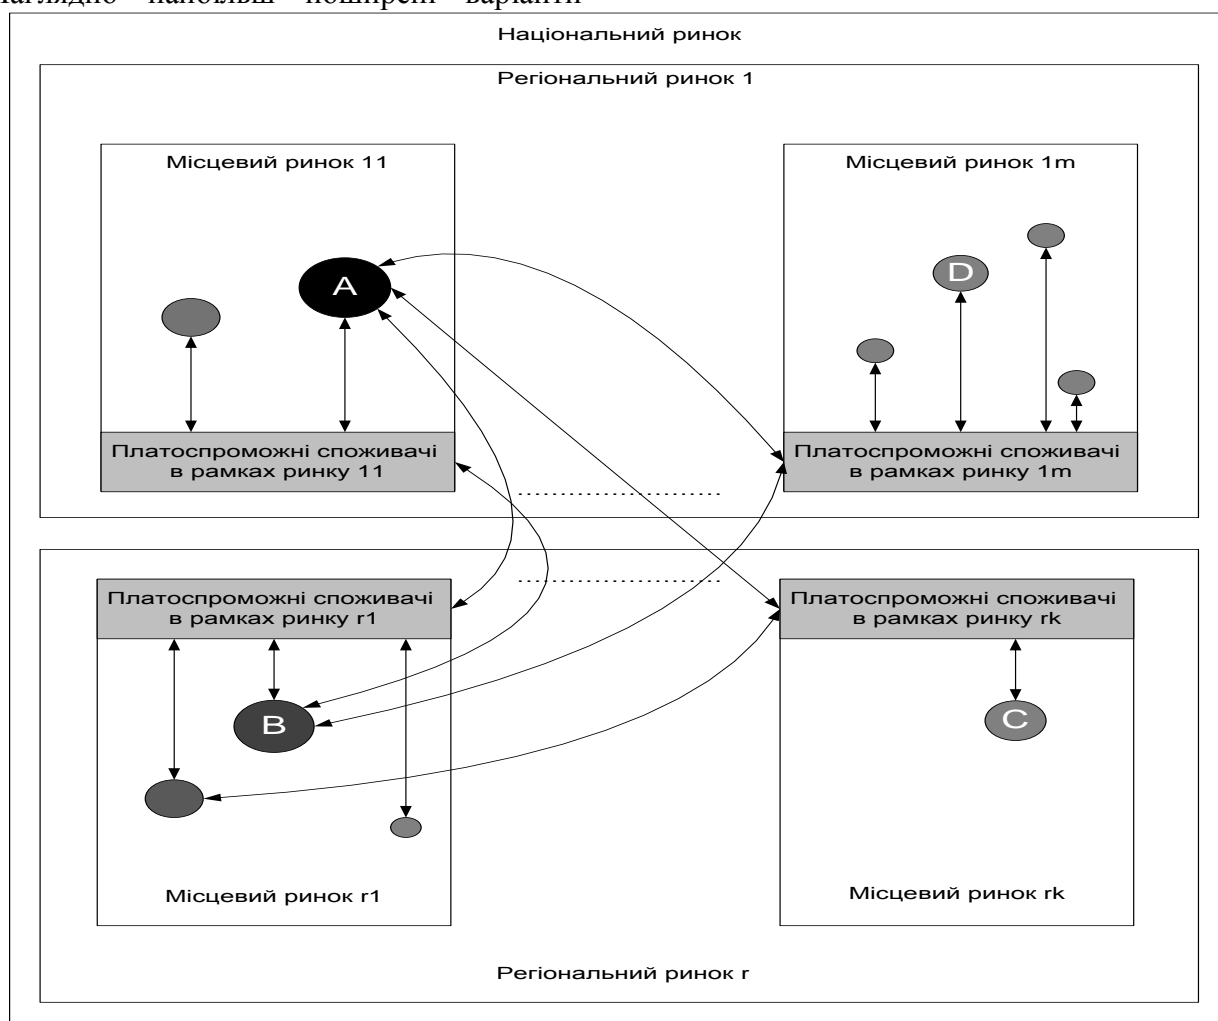 наглядно найбільш поширені варіанти
Національний ринок
Регіональний ринок 1
Місцевий ринок 11
Місцевий ринок 1m
A
D
Платоспроможні споживачі
в рамках ринку 11
Платоспроможні споживачі
в рамках ринку 1m
Платоспроможні споживачі
в рамках ринку r1
Платоспроможні споживачі
в рамках ринку rk
B
C
Місцевий ринок r1
Місцевий ринок rk
Регіональний ринок r